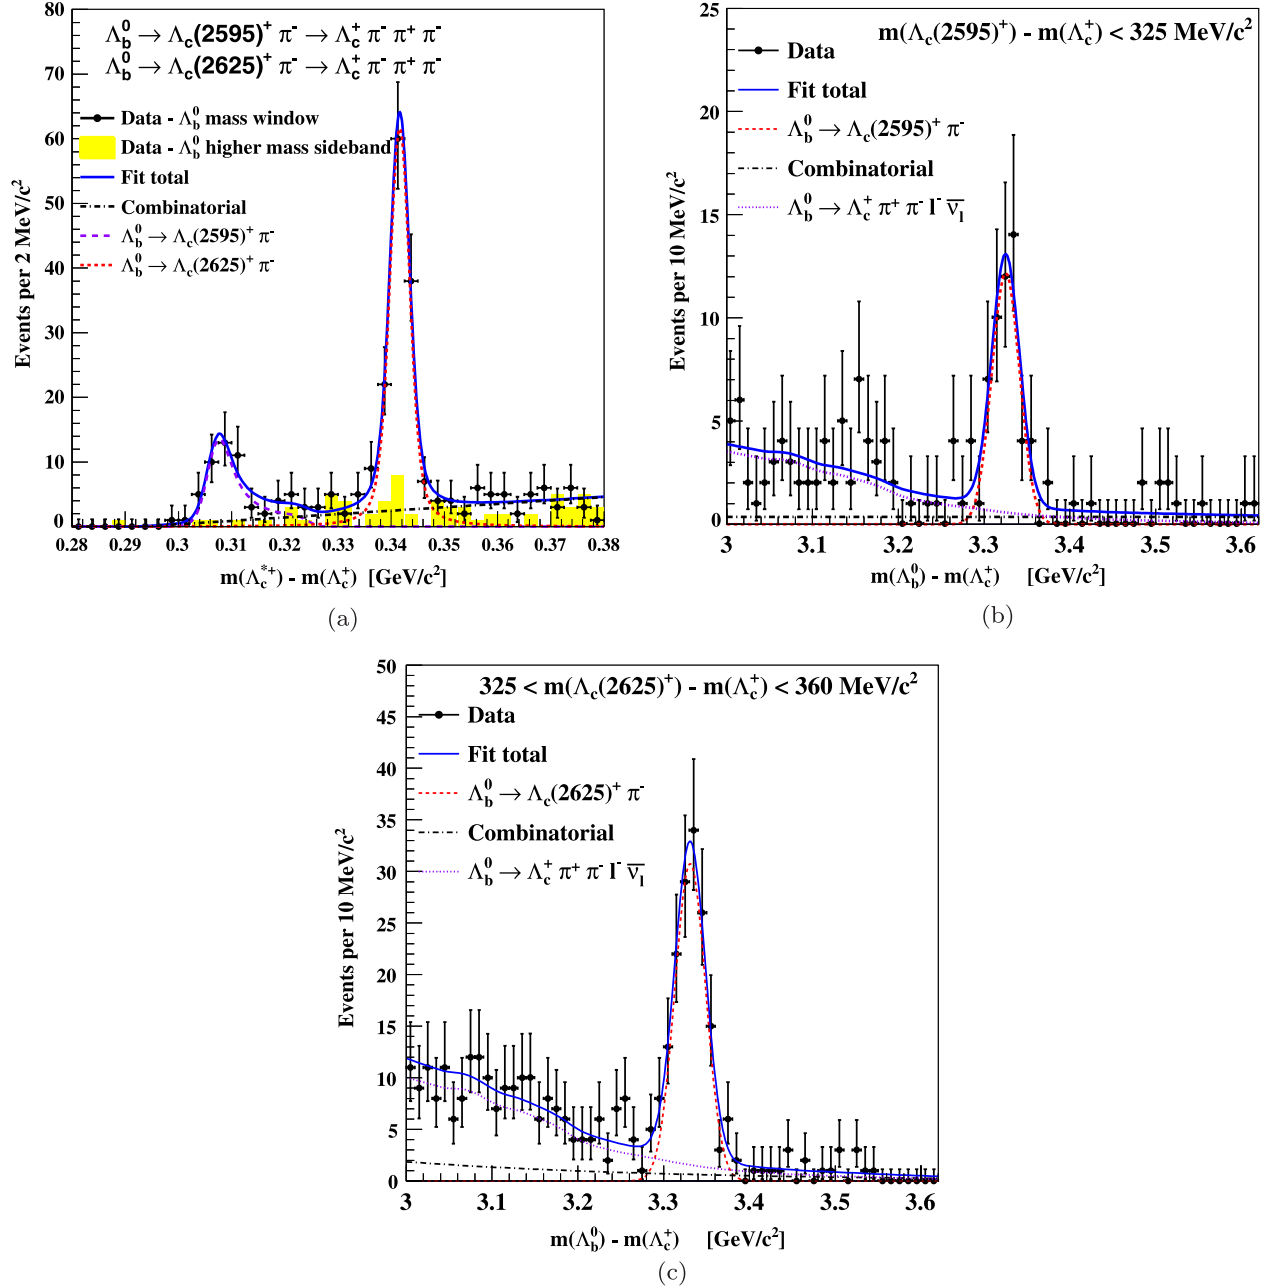 Λb0 → Λc(2595)+ π- → Λc+ π- π+ π-
Λb0 → Λc(2625)+ π- → Λc+ π- π+ π-
Data - Λb0 mass window
Data - Λb0 higher mass sideband
Fit total
Combinatorial
Λb0 → Λc(2595)+ π-
Λb0 → Λc(2625)+ π-
Events per 2 MeV/c2
80
70
60
50
40
30
20
10
0
0.28 0.29 0.3 0.31 0.32 0.33 0.34 0.35 0.36 0.37 0.38
m(Λc*+) - m(Λc+) [GeV/c2]
(a)
m(Λc(2595)+) - m(Λc+) < 325 MeV/c2
Data
Fit total
Λb0 → Λc(2595)+ π-
Combinatorial
Λb0 → Λc+ π+ π- l- ν̅l
Events per 10 MeV/c2
25
20
15
10
5
0
3 3.1 3.2 3.3 3.4 3.5 3.6
m(Λb0) - m(Λc+) [GeV/c2]
(b)
325 < m(Λc(2625)+) - m(Λc+) < 360 MeV/c2
Data
Fit total
Λb0 → Λc(2625)+ π-
Combinatorial
Λb0 → Λc+ π+ π- l- ν̅l
Events per 10 MeV/c2
50
45
40
35
30
25
20
15
10
5
0
3 3.1 3.2 3.3 3.4 3.5 3.6
m(Λb0) - m(Λc+) [GeV/c2]
(c)